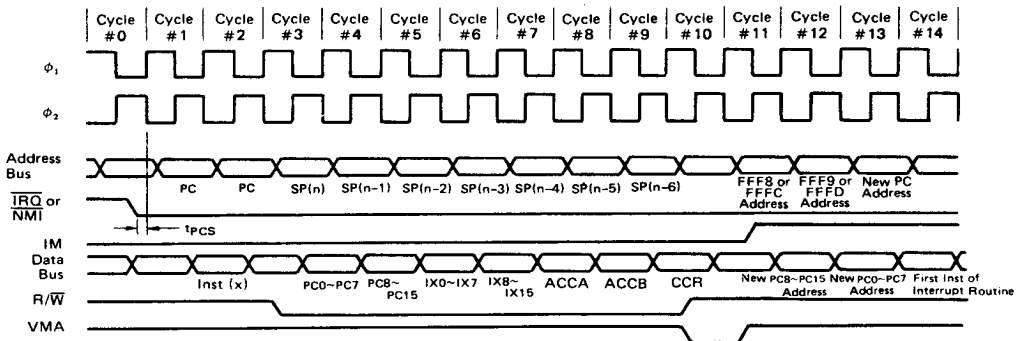 Cycle #0 Cycle #1 Cycle #2 Cycle #3 Cycle #4 Cycle #5 Cycle #6 Cycle #7 Cycle #8 Cycle #9 Cycle #10 Cycle #11 Cycle #12 Cycle #13 Cycle #14
ϕ₁
ϕ₂
Address Bus
PC PC SP(n) SP(n-1) SP(n-2) SP(n-3) SP(n-4) SP(n-5) SP(n-6) FFF8 or FFFC Address FFF9 or FFFD Address New PC Address
IRQ or NMI
tPCS
IM
Data Bus
Inst (x) PC0~PC7 PC8~PC15 IX0~IX7 IX8~IX15 ACCA ACCB CCR New PC8~PC15 Address New PC0~PC7 Address First Inst of Interrupt Routine
R/W
VMA